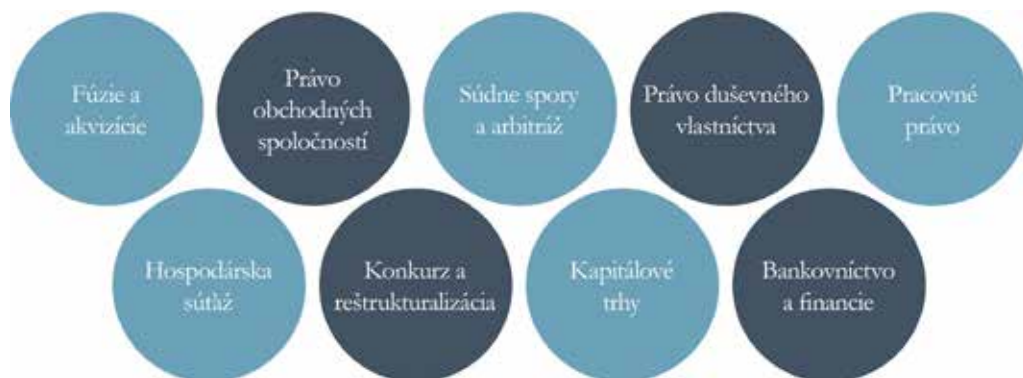 Fúzie a
akvizície
Právo
obchodných
spoločností
Súdne spory
a arbitráž
Právo duševného
vlastníctva
Pracovné
právo
Hospodárska
súťaž
Konkurz a
reštrukturalizácia
Kapitálové
trhy
Bankovníctvo
a financie